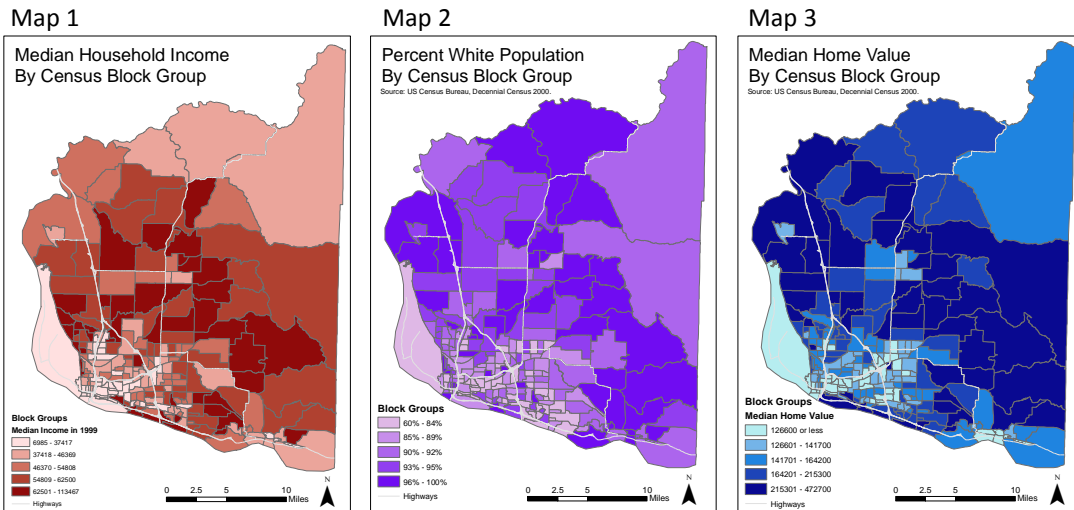 Map 1
Median Household Income
By Census Block Group
Block Groups
Median Income in 1999
6985 - 37417
37418 - 46369
46370 - 54808
54809 - 62500
62501 - 113467
Highways
0 2.5 5 10
Miles
N
Map 2
Percent White Population
By Census Block Group
Source: US Census Bureau, Decennial Census 2000.
Block Groups
60% - 84%
85% - 89%
90% - 92%
93% - 95%
96% - 100%
Highways
0 2.5 5 10
Miles
N
Map 3
Median Home Value
By Census Block Group
Source: US Census Bureau, Decennial Census 2000.
Block Groups
Median Home Value
126600 or less
126601 - 141700
141701 - 164200
164201 - 215300
215301 - 472700
Highways
0 2.5 5 10
Miles
N